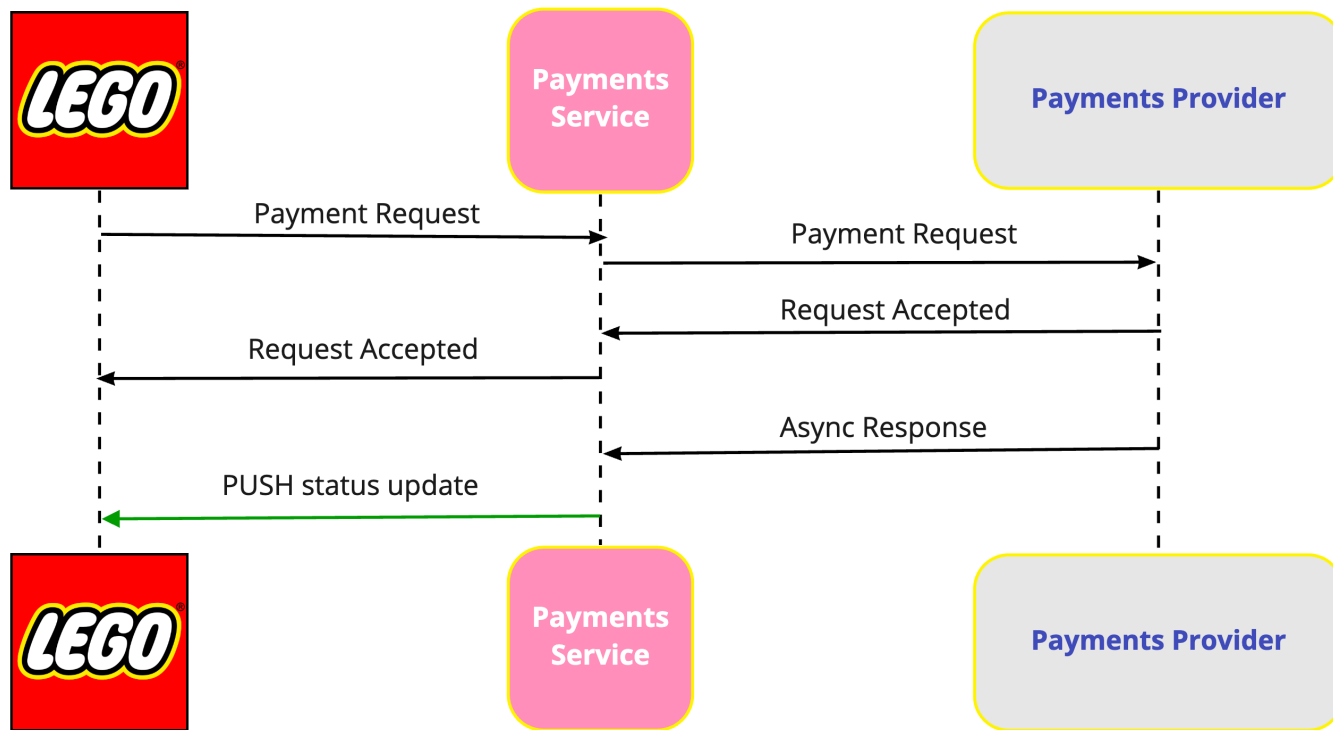 LEGO
®
Payments
Service
Payments Provider
Payment Request
Payment Request
Request Accepted
Request Accepted
Async Response
PUSH status update
LEGO
®
Payments
Service
Payments Provider